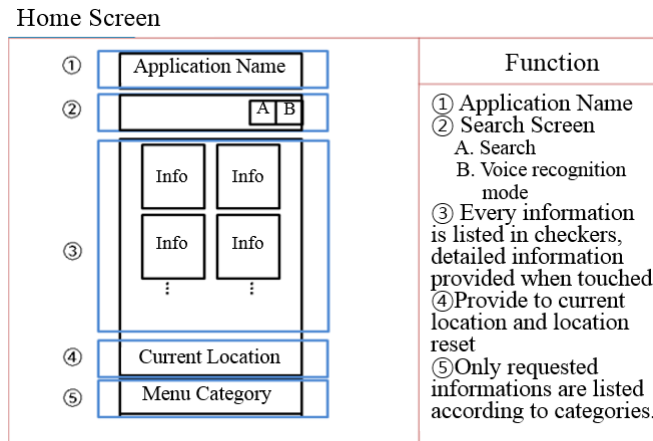 Home Screen
① Application Name
② A B
Info Info
③
Info Info
⋮ ⋮
④ Current Location
⑤ Menu Category
Function
① Application Name
② Search Screen
A. Search
B. Voice recognition
mode
③ Every information
is listed in checkers,
detailed information
provided when touched
④Provide to current
location and location
reset
⑤Only requested
informations are listed
according to categories.